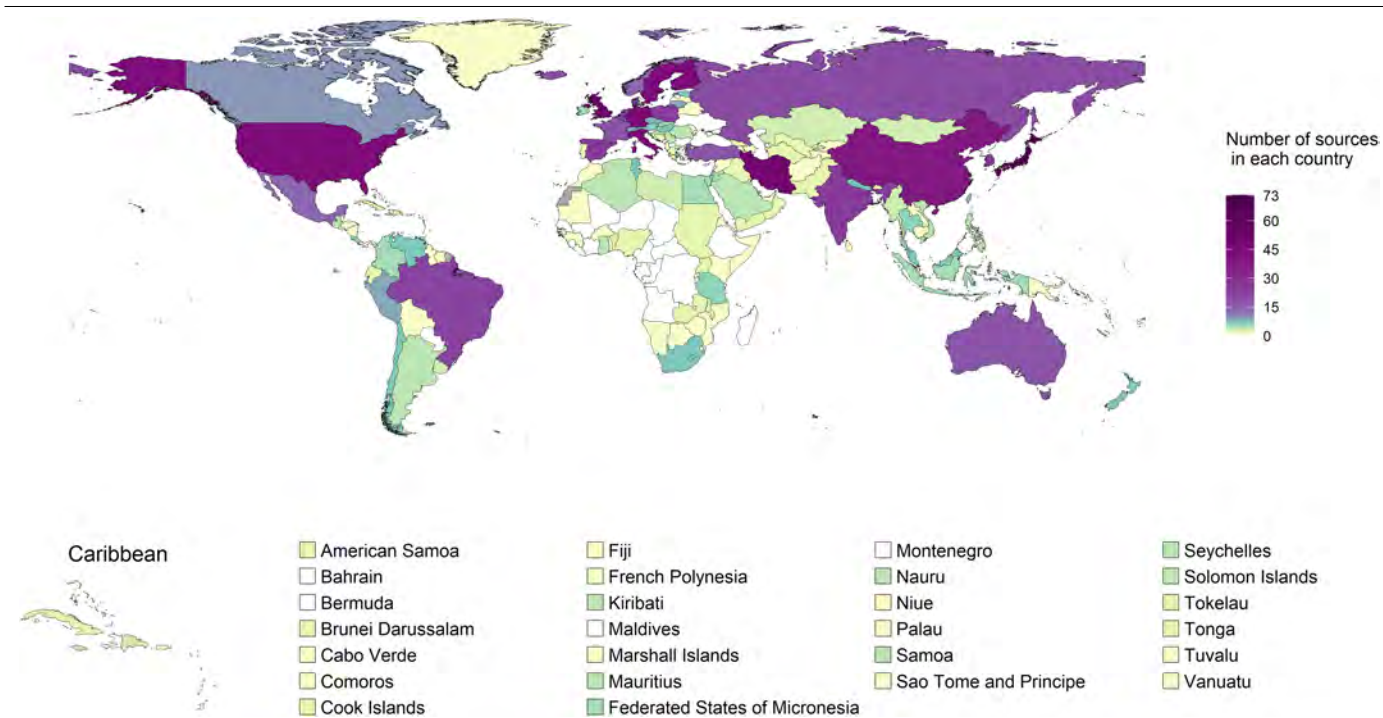 Number of sources
in each country
73
60
45
30
15
0
Caribbean
American Samoa
Bahrain
Bermuda
Brunei Darussalam
Cabo Verde
Comoros
Cook Islands
Fiji
French Polynesia
Kiribati
Maldives
Marshall Islands
Mauritius
Federated States of Micronesia
Montenegro
Nauru
Niue
Palau
Samoa
Sao Tome and Principe
Seychelles
Solomon Islands
Tokelau
Tonga
Tuvalu
Vanuatu